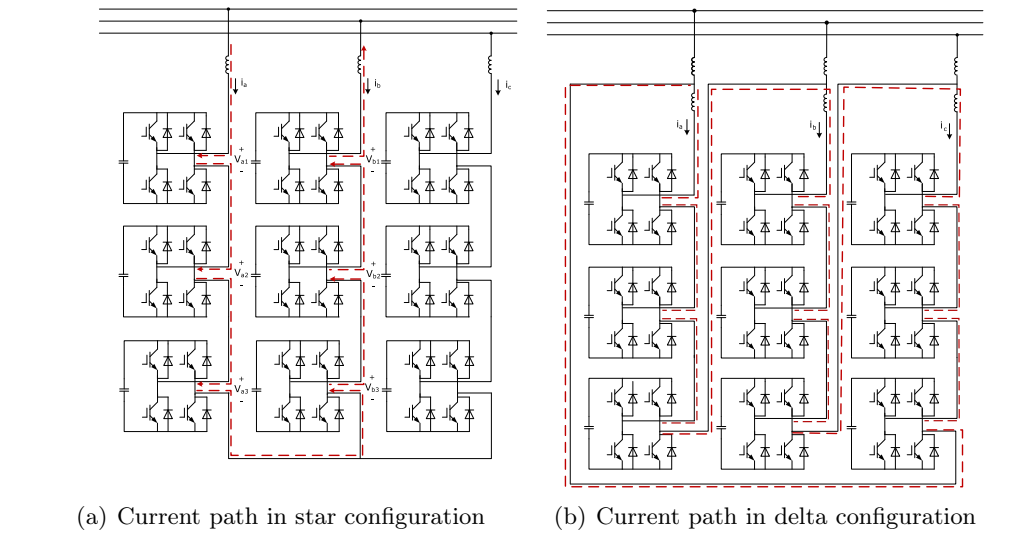 ia
ib
ic
+
Va1
-
+
Vb1
-
+
Va2
-
+
Vb2
-
+
Va3
-
+
Vb3
-
(a) Current path in star configuration
ia
ib
ic
(b) Current path in delta configuration